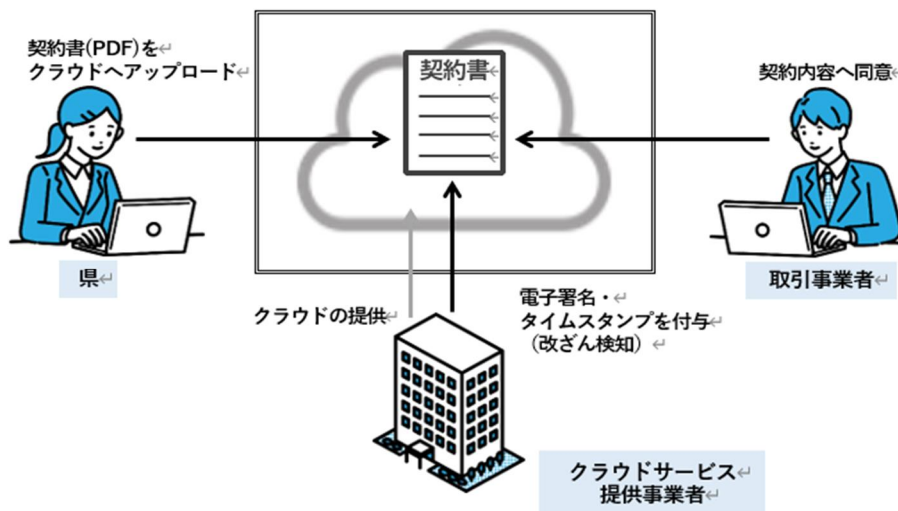 契約書(PDF)を
クラウドへアップロード
契約書
契約内容へ同意
県
取引事業者
クラウドの提供
電子署名・
タイムスタンプを付与
(改ざん検知)
クラウドサービス
提供事業者